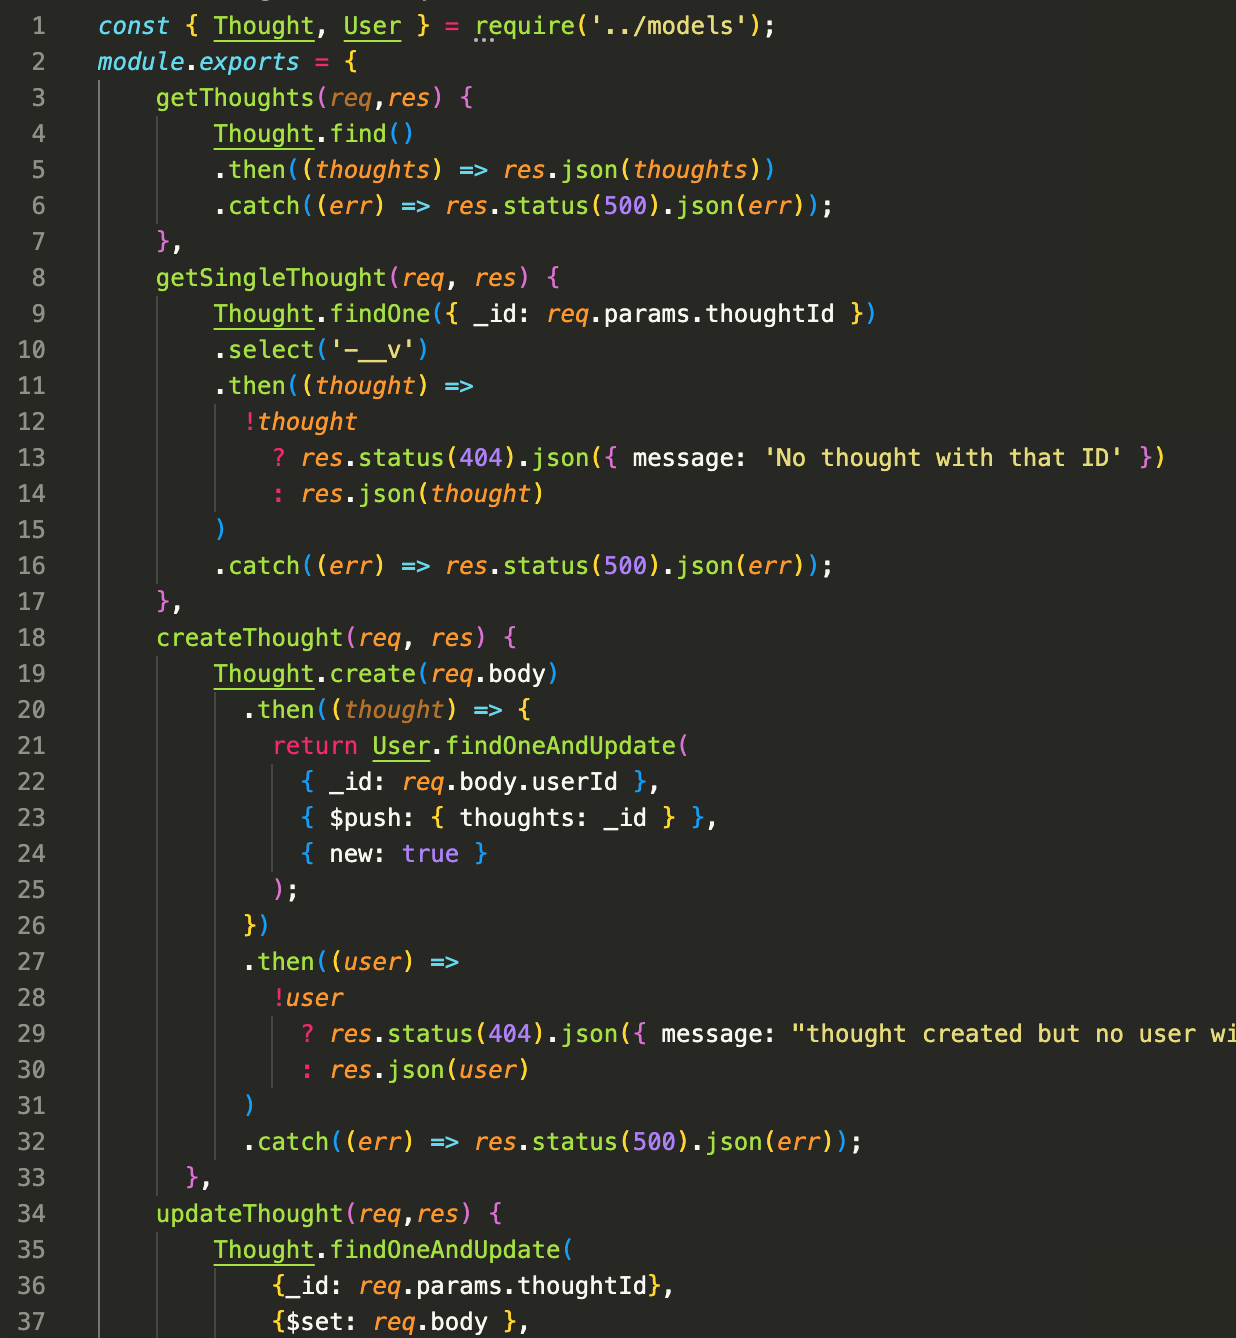 1 const { Thought, User } = require('../models');
2 module.exports = {
3 getThoughts(req,res) {
4 Thought.find()
5 .then((thoughts) => res.json(thoughts))
6 .catch((err) => res.status(500).json(err));
7 },
8 getSingleThought(req, res) {
9 Thought.findOne({ _id: req.params.thoughtId })
10 .select('-__v')
11 .then((thought) =>
12 !thought
13 ? res.status(404).json({ message: 'No thought with that ID' })
14 : res.json(thought)
15 )
16 .catch((err) => res.status(500).json(err));
17 },
18 createThought(req, res) {
19 Thought.create(req.body)
20 .then((thought) => {
21 return User.findOneAndUpdate(
22 { _id: req.body.userId },
23 { $push: { thoughts: _id } },
24 { new: true }
25 );
26 })
27 .then((user) =>
28 !user
29 ? res.status(404).json({ message: "thought created but no user wi
30 : res.json(user)
31 )
32 .catch((err) => res.status(500).json(err));
33 },
34 updateThought(req,res) {
35 Thought.findOneAndUpdate(
36 {_id: req.params.thoughtId},
37 {$set: req.body },